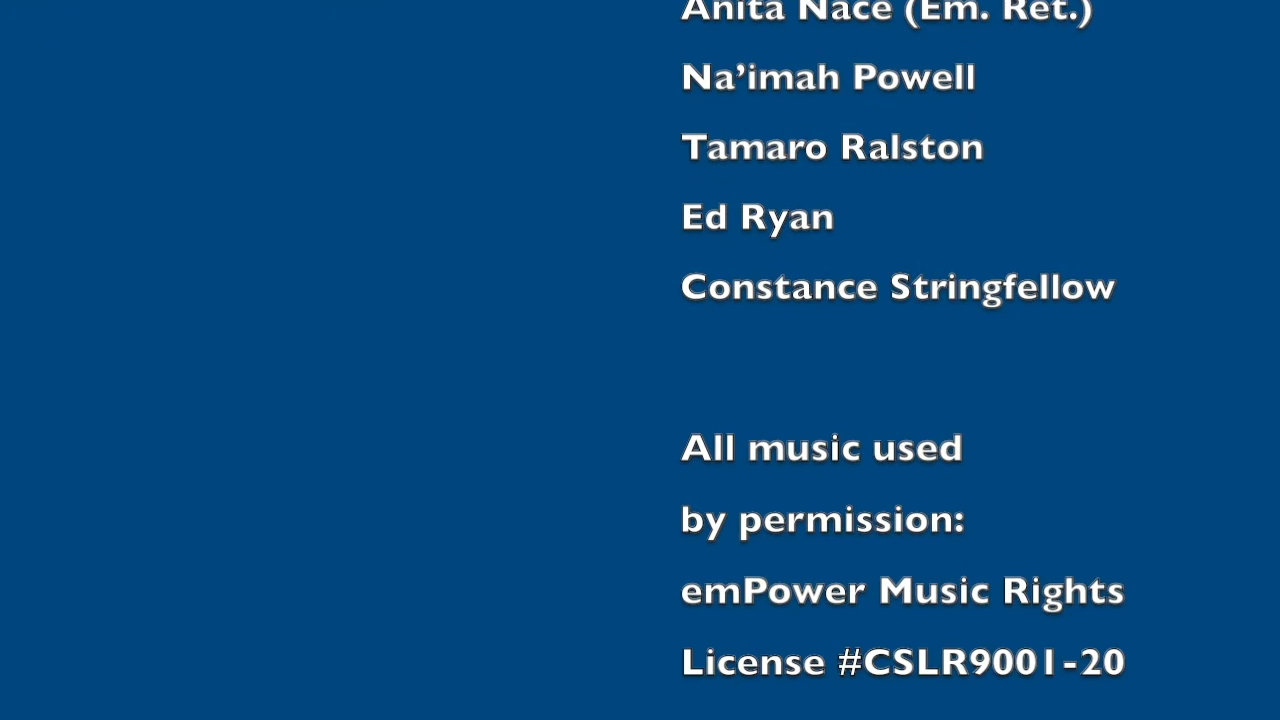 Anita Nace (Em. Ret.)
Na’imah Powell
Tamaro Ralston
Ed Ryan
Constance Stringfellow
All music used
by permission:
emPower Music Rights
License #CSLR9001-20